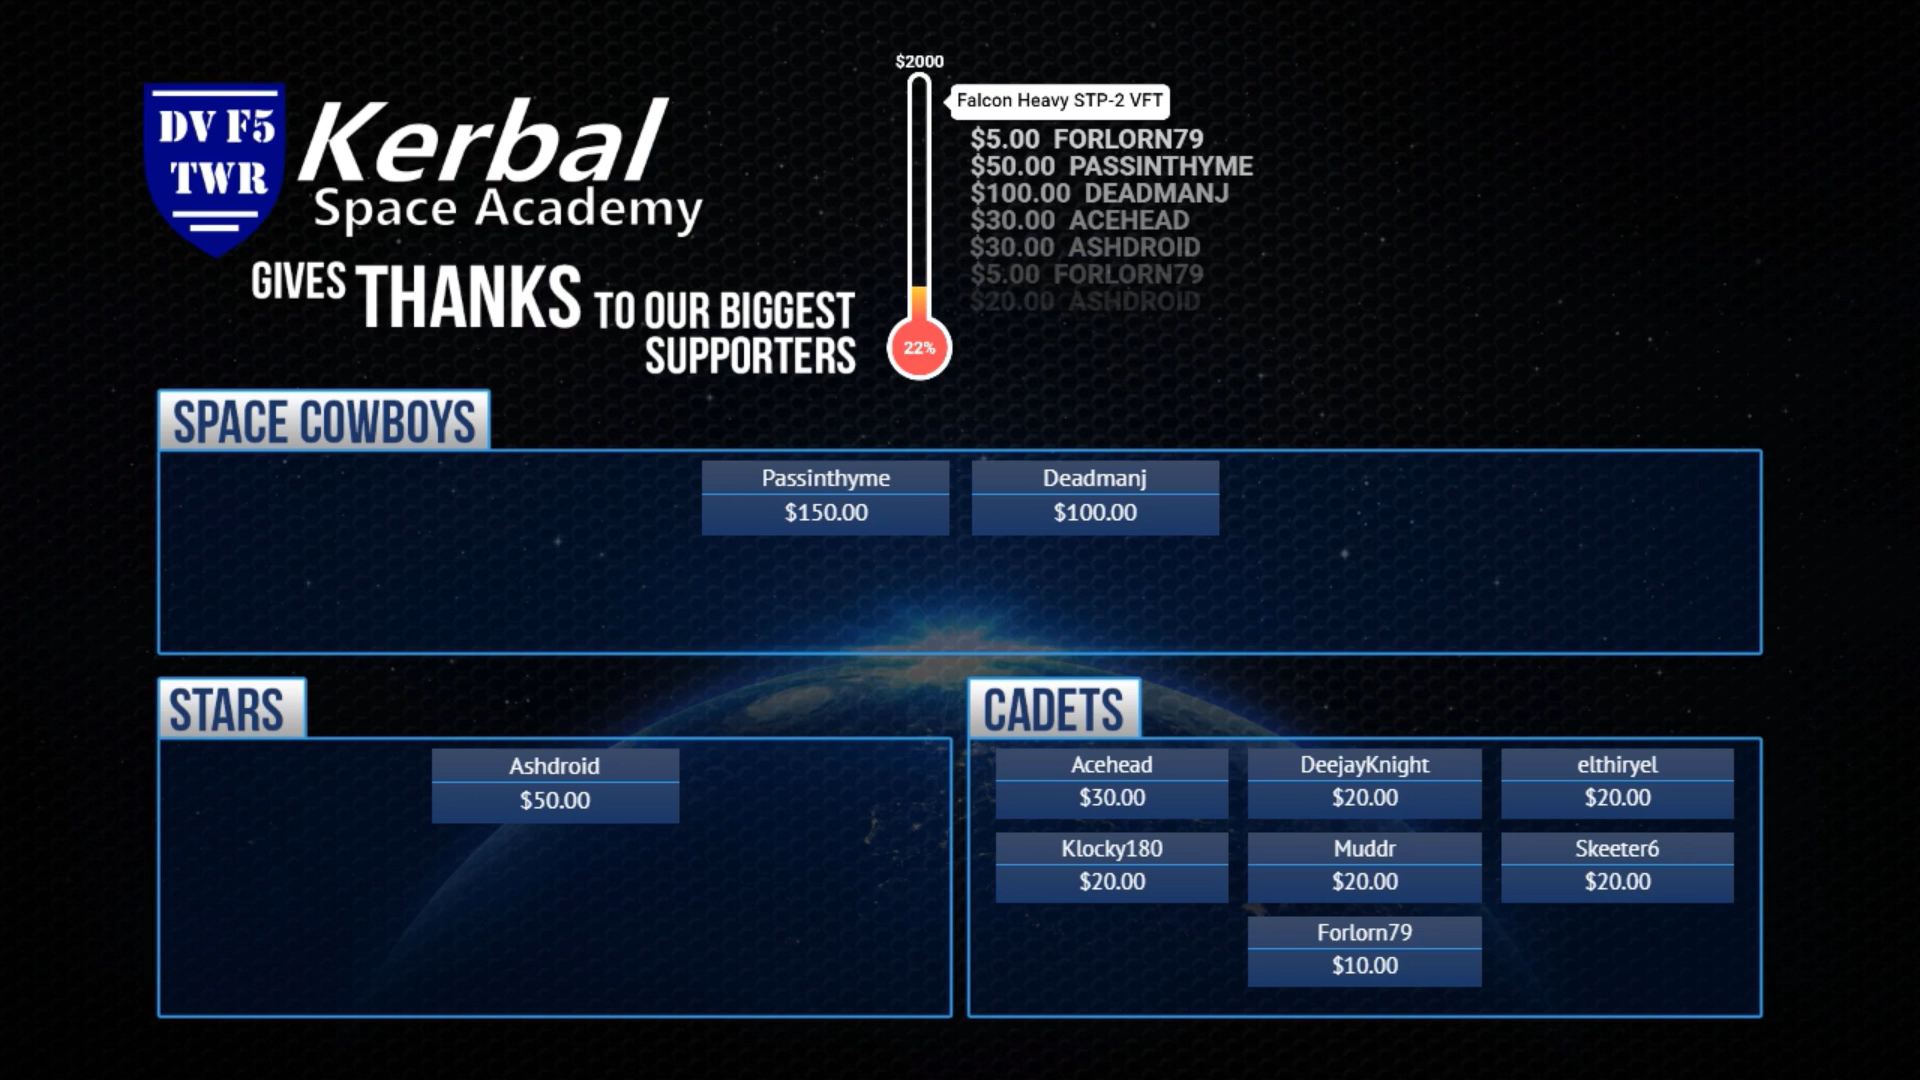 DV F5
TWR
Kerbal
Space Academy
GIVES THANKS TO OUR BIGGEST
SUPPORTERS
$2000
Falcon Heavy STP-2 VFT
$5.00 FORLORN79
$50.00 PASSINTHYME
$100.00 DEADMANJ
$30.00 ACEHEAD
$30.00 ASHDROID
$5.00 FORLORN79
$20.00 ASHDROID
22%
SPACE COWBOYS
Passinthyme
$150.00
Deadmanj
$100.00
STARS
Ashdroid
$50.00
CADETS
Acehead
$30.00
DeejayKnight
$20.00
elthiryel
$20.00
Klocky180
$20.00
Muddr
$20.00
Skeeter6
$20.00
Forlorn79
$10.00